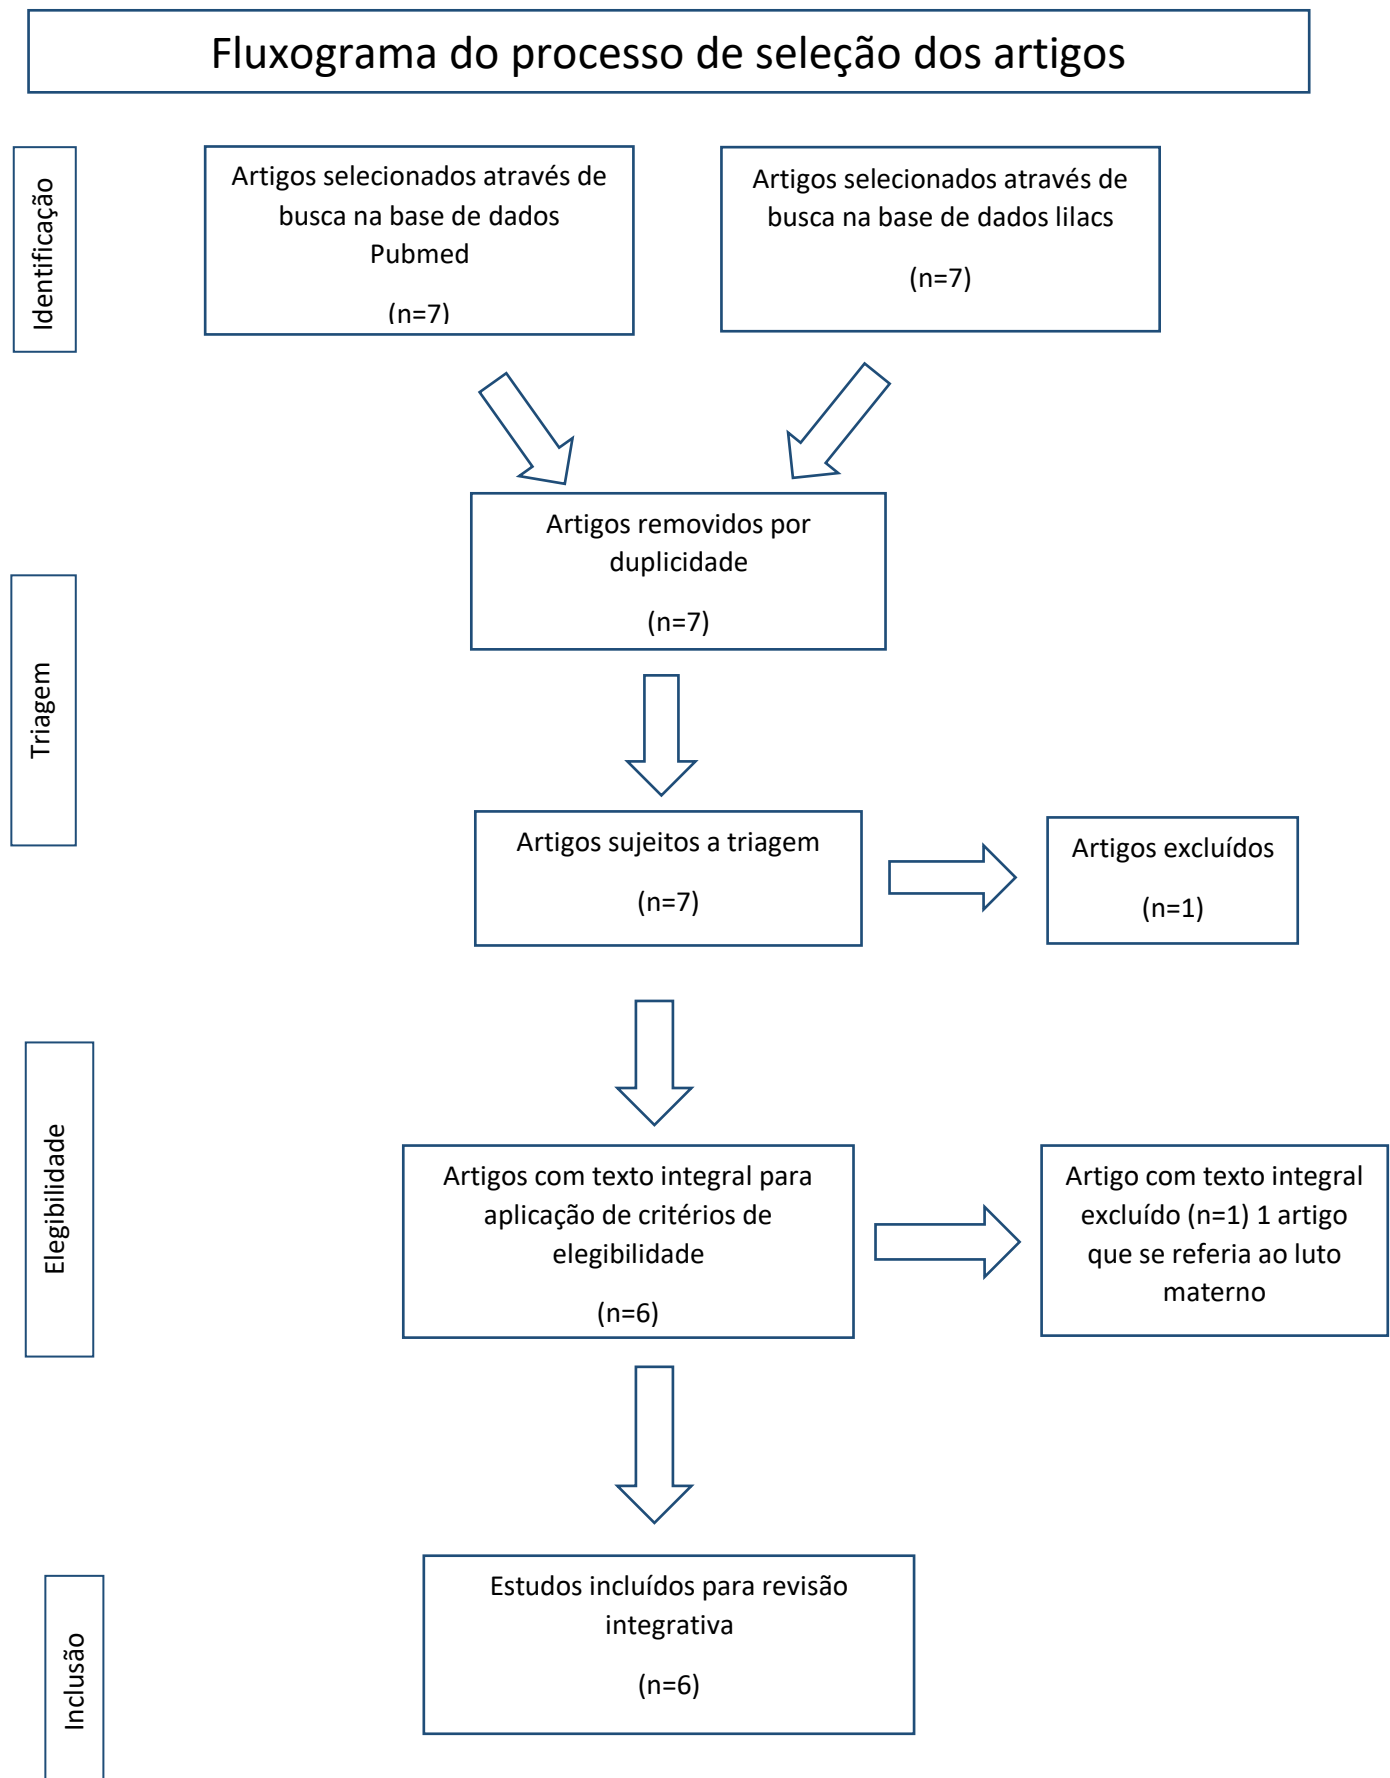 Fluxograma do processo de seleção dos artigos
Identificação
Artigos selecionados através de
busca na base de dados
Pubmed
(n=7)
Artigos selecionados através de
busca na base de dados lilacs
(n=7)
Artigos removidos por
duplicidade
(n=7)
Triagem
Artigos sujeitos a triagem
(n=7)
Artigos excluídos
(n=1)
Elegibilidade
Artigos com texto integral para
aplicação de critérios de
elegibilidade
(n=6)
Artigo com texto integral
excluído (n=1) 1 artigo
que se referia ao luto
materno
Inclusão
Estudos incluídos para revisão
integrativa
(n=6)